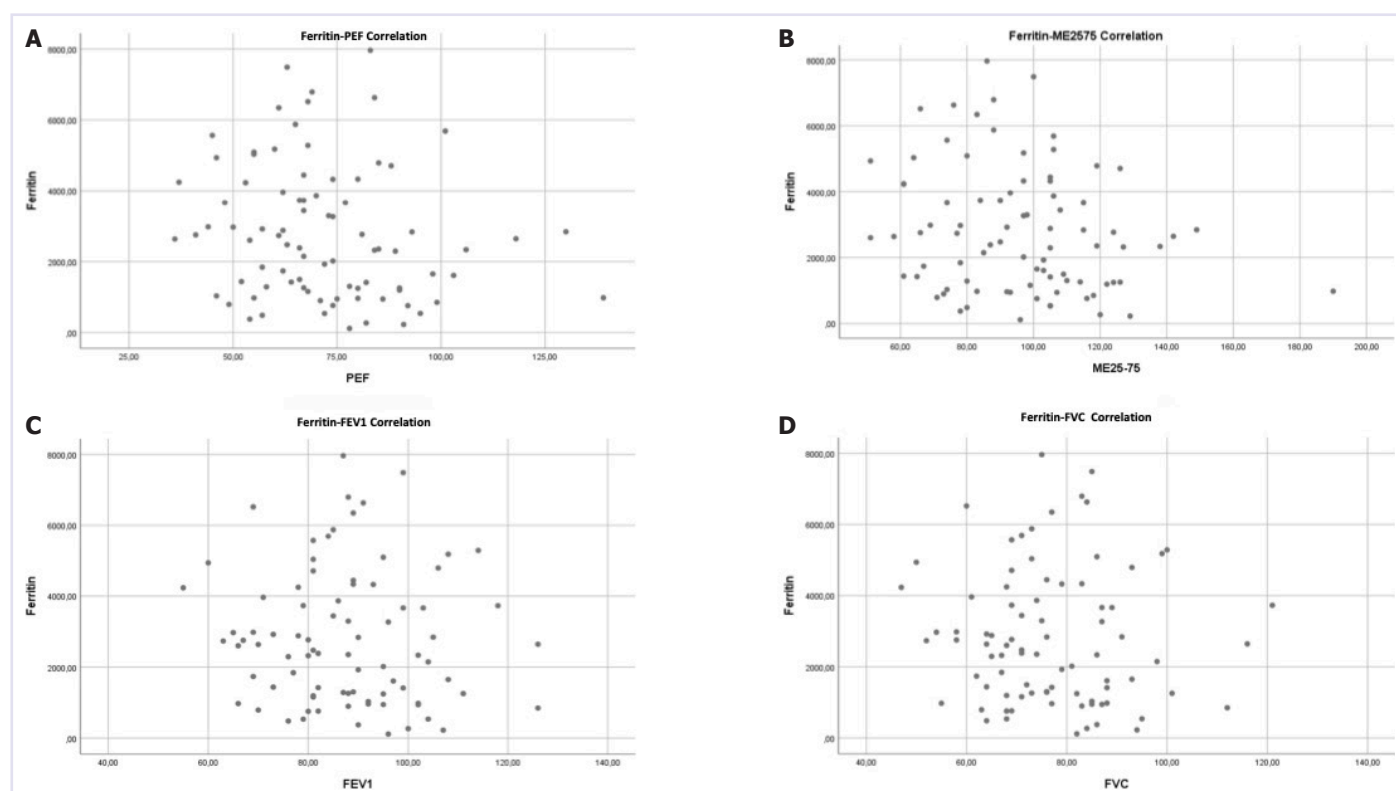 A
Ferritin-PEF Correlation
8000,00
6000,00
4000,00
2000,00
,00
Ferritin
25,00 50,00 75,00 100,00 125,00
PEF
B
Ferritin-ME2575 Correlation
8000,00
6000,00
4000,00
2000,00
,00
Ferritin
60,00 80,00 100,00 120,00 140,00 160,00 180,00 200,00
ME25-75
C
Ferritin-FEV1 Correlation
8000,00
6000,00
4000,00
2000,00
,00
Ferritin
40,00 60,00 80,00 100,00 120,00 140,00
FEV1
D
Ferritin-FVC Correlation
8000,00
6000,00
4000,00
2000,00
,00
Ferritin
40,00 60,00 80,00 100,00 120,00 140,00
FVC